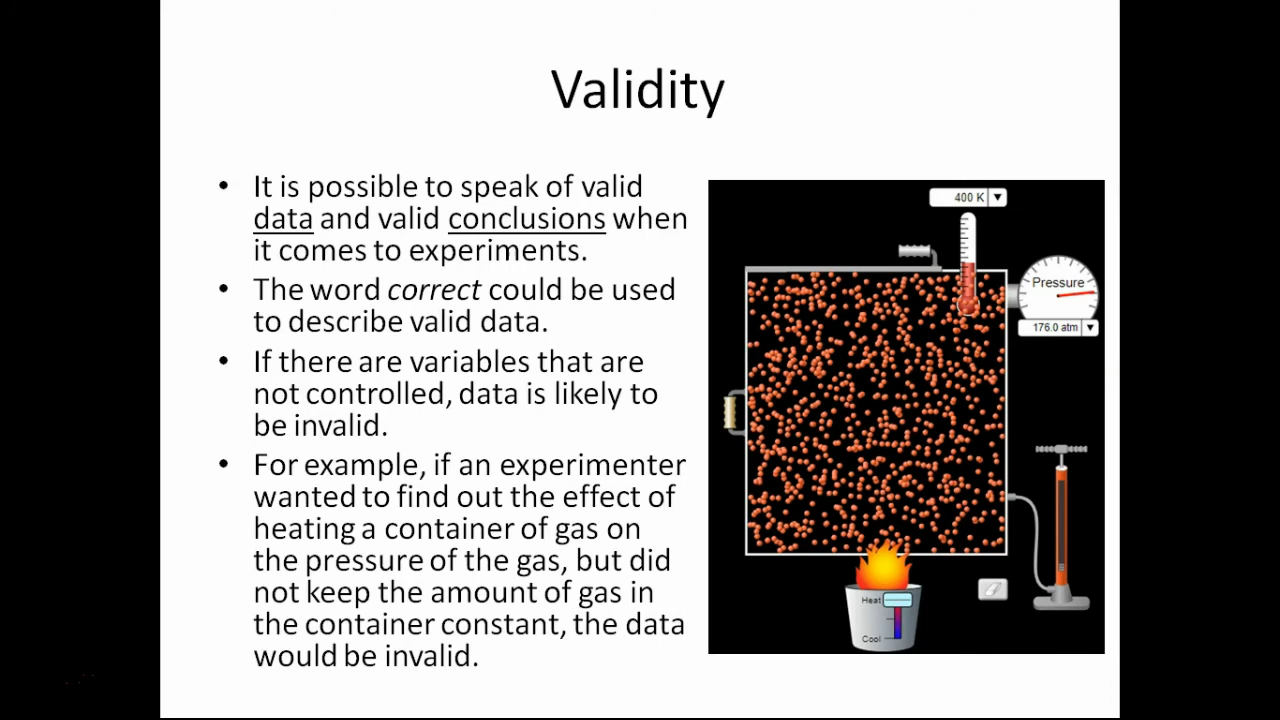 Validity
• It is possible to speak of valid
data and valid conclusions when
it comes to experiments.
• The word correct could be used
to describe valid data.
• If there are variables that are
not controlled, data is likely to
be invalid.
• For example, if an experimenter
wanted to find out the effect of
heating a container of gas on
the pressure of the gas, but did
not keep the amount of gas in
the container constant, the data
would be invalid.
400 K
Pressure
176.0 atm
Heat
Cool